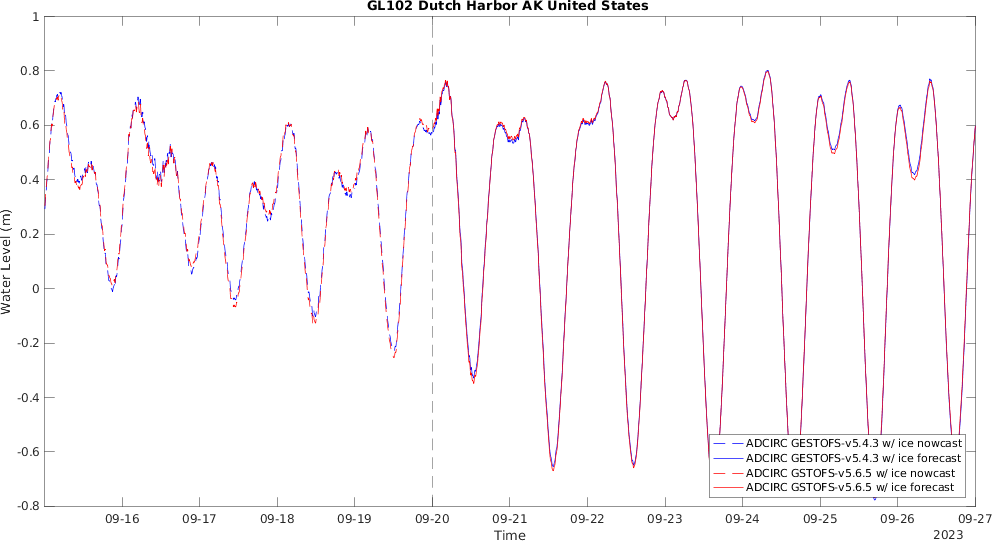 GL102 Dutch Harbor AK United States
1
0.8
0.6
0.4
0.2
0
-0.2
-0.4
-0.6
-0.8
Water Level (m)
ADCIRC GESTOFS-v5.4.3 w/ ice nowcast
ADCIRC GESTOFS-v5.4.3 w/ ice forecast
ADCIRC GSTOFS-v5.6.5 w/ ice nowcast
ADCIRC GSTOFS-v5.6.5 w/ ice forecast
09-16 09-17 09-18 09-19 09-20 09-21 09-22 09-23 09-24 09-25 09-26 09-27
Time
2023